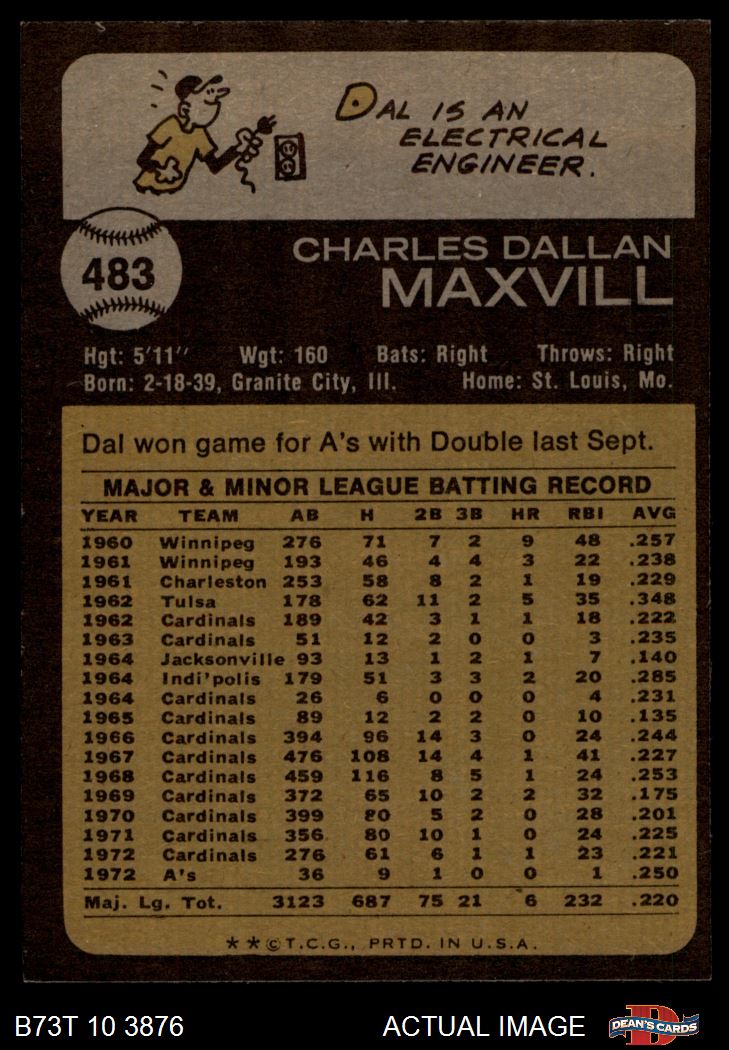 DAL IS AN
ELECTRICAL
ENGINEER.
483
CHARLES DALLAN
MAXVILL
Hgt: 5'11" Wgt: 160 Bats: Right Throws: Right
Born: 2-18-39, Granite City, Ill. Home: St. Louis, Mo.
Dal won game for A's with Double last Sept.
MAJOR & MINOR LEAGUE BATTING RECORD
YEAR TEAM AB H 2B 3B HR RBI AVG
1960 Winnipeg 276 71 7 2 9 48 .257
1961 Winnipeg 193 46 4 4 3 22 .238
1961 Charleston 253 58 8 2 1 19 .229
1962 Tulsa 178 62 11 2 5 35 .348
1962 Cardinals 189 42 3 1 1 18 .222
1963 Cardinals 51 12 2 0 0 3 .235
1964 Jacksonville 93 13 1 2 1 7 .140
1964 Indi'polis 179 51 3 3 2 20 .285
1964 Cardinals 26 6 0 0 0 4 .231
1965 Cardinals 89 12 2 2 0 10 .135
1966 Cardinals 394 96 14 3 0 24 .244
1967 Cardinals 476 108 14 4 1 41 .227
1968 Cardinals 459 116 8 5 1 24 .253
1969 Cardinals 372 65 10 2 2 32 .175
1970 Cardinals 399 80 5 2 0 28 .201
1971 Cardinals 356 80 10 1 0 24 .225
1972 Cardinals 276 61 6 1 1 23 .221
1972 A's 36 9 1 0 0 1 .250
Maj. Lg. Tot. 3123 687 75 21 6 232 .220
**©T.C.G., PRTD. IN U.S.A.
B73T 10 3876 ACTUAL IMAGE DEAN'S CARDS